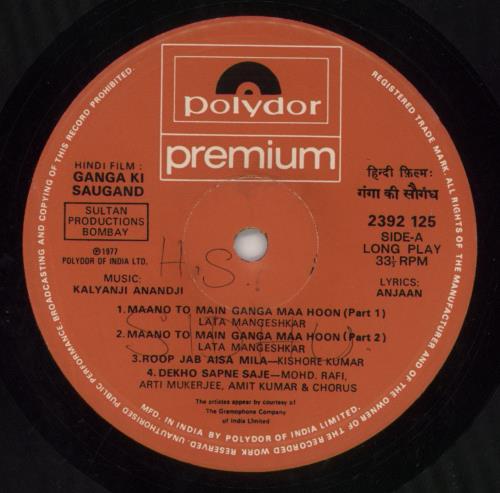 polydor
premium
HINDI FILM :
GANGA KI
SAUGAND
SULTAN
PRODUCTIONS
BOMBAY
℗1977
POLYDOR OF INDIA LTD.
MUSIC:
KALYANJI ANANDJI
हिन्दी फ़िल्म:
गंगा की सौगंध
2392 125
SIDE-A
LONG PLAY
33⅓ RPM
LYRICS:
ANJAAN
1.MAANO TO MAIN GANGA MAA HOON (Part 1)
LATA MANGESHKAR
2.MAANO TO MAIN GANGA MAA HOON (Part 2)
LATA MANGESHKAR
3.ROOP JAB AISA MILA—KISHORE KUMAR
4.DEKHO SAPNE SAJE—MOHD. RAFI,
ARTI MUKERJEE, AMIT KUMAR & CHORUS
The artistes appear by courtesy of
The Gramophone Company
of India Limited
REGISTERED TRADE MARK. ALL RIGHTS OF THE MANUFACTURER AND OF THE OWNER OF THE RECORDED WORK RESERVED. UNAUTHORISED PUBLIC PERFORMANCE BROADCASTING AND COPYING OF THIS RECORD PROHIBITED.
MFD. IN INDIA BY POLYDOR OF INDIA LIMITED.
H.S.